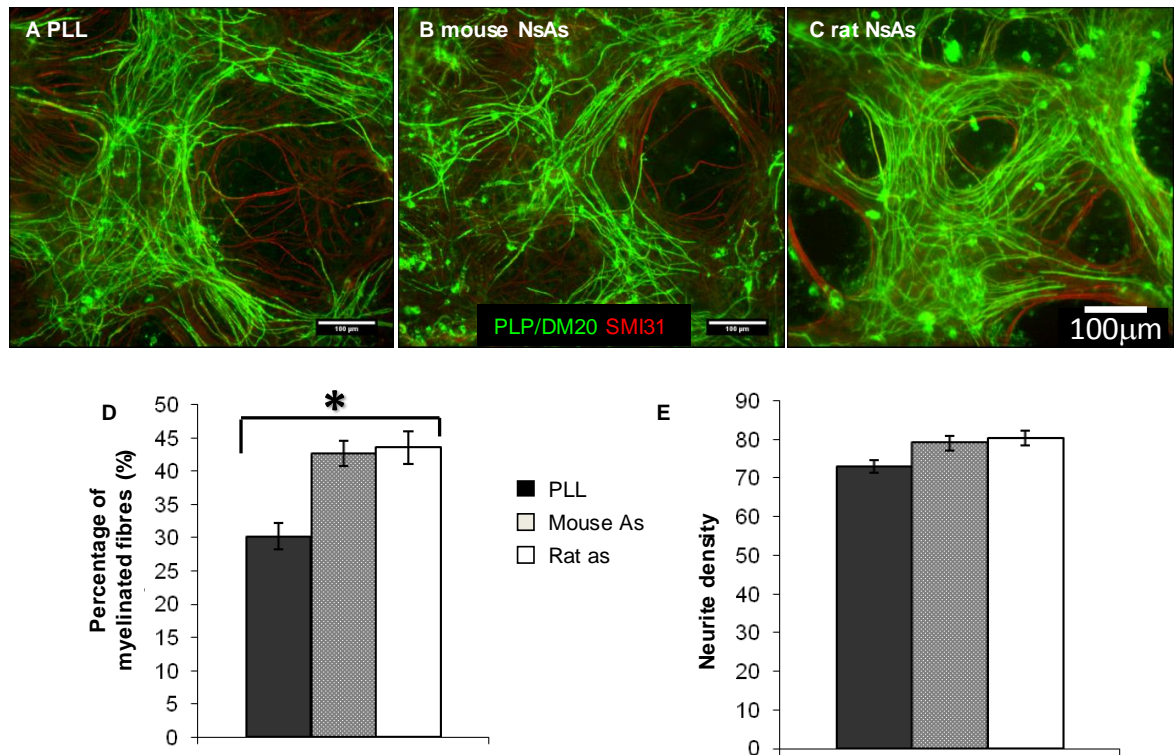 A PLL
B mouse NsAs
C rat NsAs
100 µm
PLP/DM20 SMI31
100 µm
100µm
D
*
Percentage of
myelinated fibres (%)
50
45
40
35
30
25
20
15
10
5
0
PLL
Mouse As
Rat as
E
Neurite density
90
80
70
60
50
40
30
20
10
0